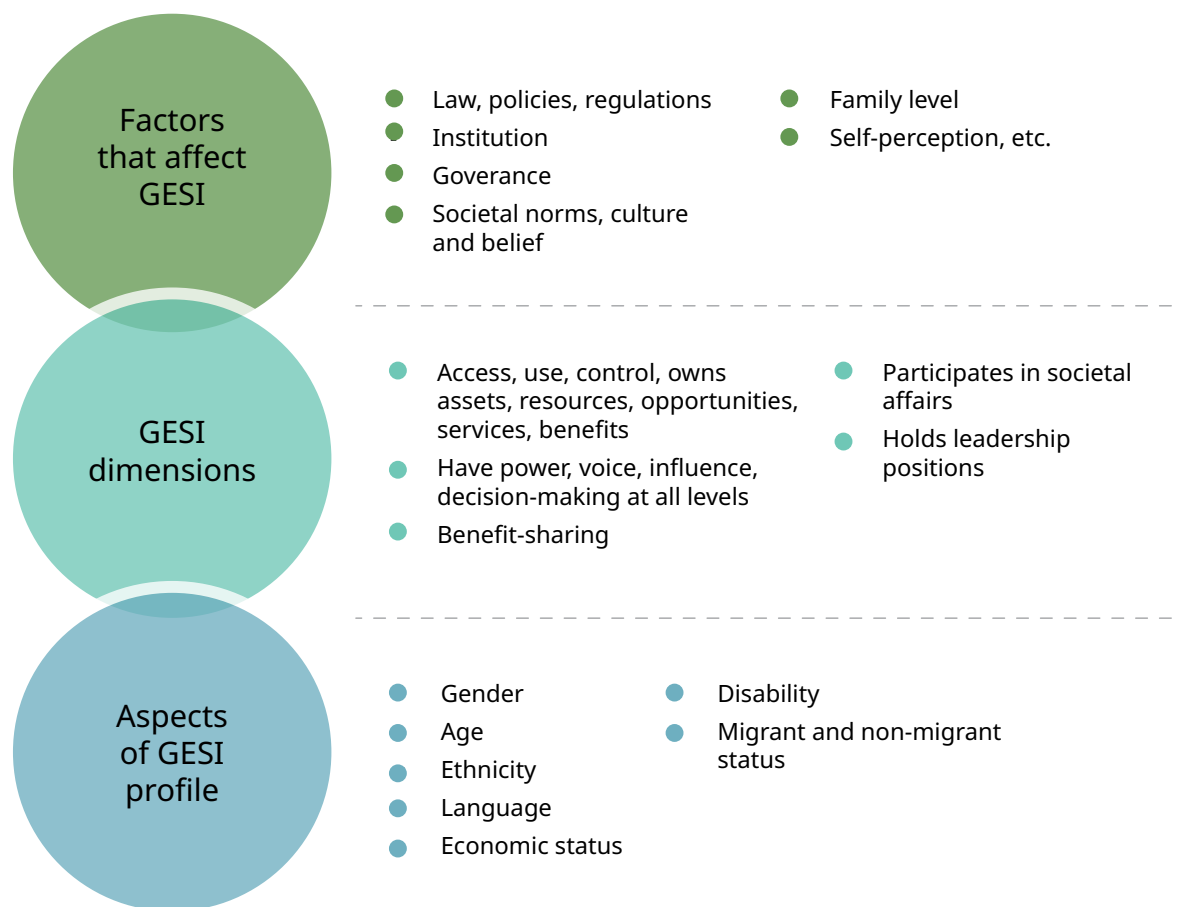 Factors
that affect
GESI
Law, policies, regulations
Institution
Goverance
Societal norms, culture
and belief
Family level
Self-perception, etc.
GESI
dimensions
Access, use, control, owns
assets, resources, opportunities,
services, benefits
Have power, voice, influence,
decision-making at all levels
Benefit-sharing
Participates in societal
affairs
Holds leadership
positions
Aspects
of GESI
profile
Gender
Age
Ethnicity
Language
Economic status
Disability
Migrant and non-migrant
status